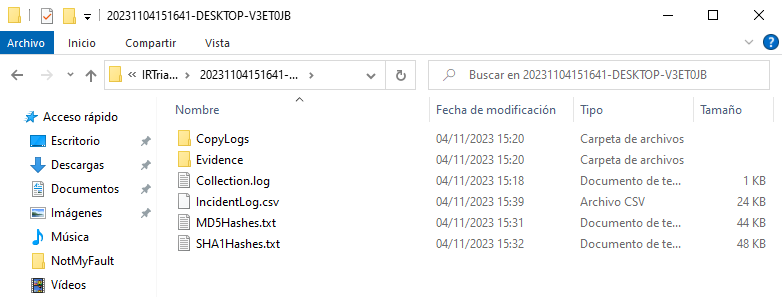 20231104151641-DESKTOP-V3ET0JB
Archivo Inicio Compartir Vista
« IRTria... > 20231104151641-... > Buscar en 20231104151641-DESKTOP-V3ET0JB
Nombre Fecha de modificación Tipo Tamaño
Acceso rápido
Escritorio
Descargas
Documentos
Imágenes
Música
NotMyFault
Vídeos
CopyLogs 04/11/2023 15:20 Carpeta de archivos
Evidence 04/11/2023 15:20 Carpeta de archivos
Collection.log 04/11/2023 15:18 Documento de te... 1 KB
IncidentLog.csv 04/11/2023 15:39 Archivo CSV 24 KB
MD5Hashes.txt 04/11/2023 15:31 Documento de te... 44 KB
SHA1Hashes.txt 04/11/2023 15:32 Documento de te... 48 KB